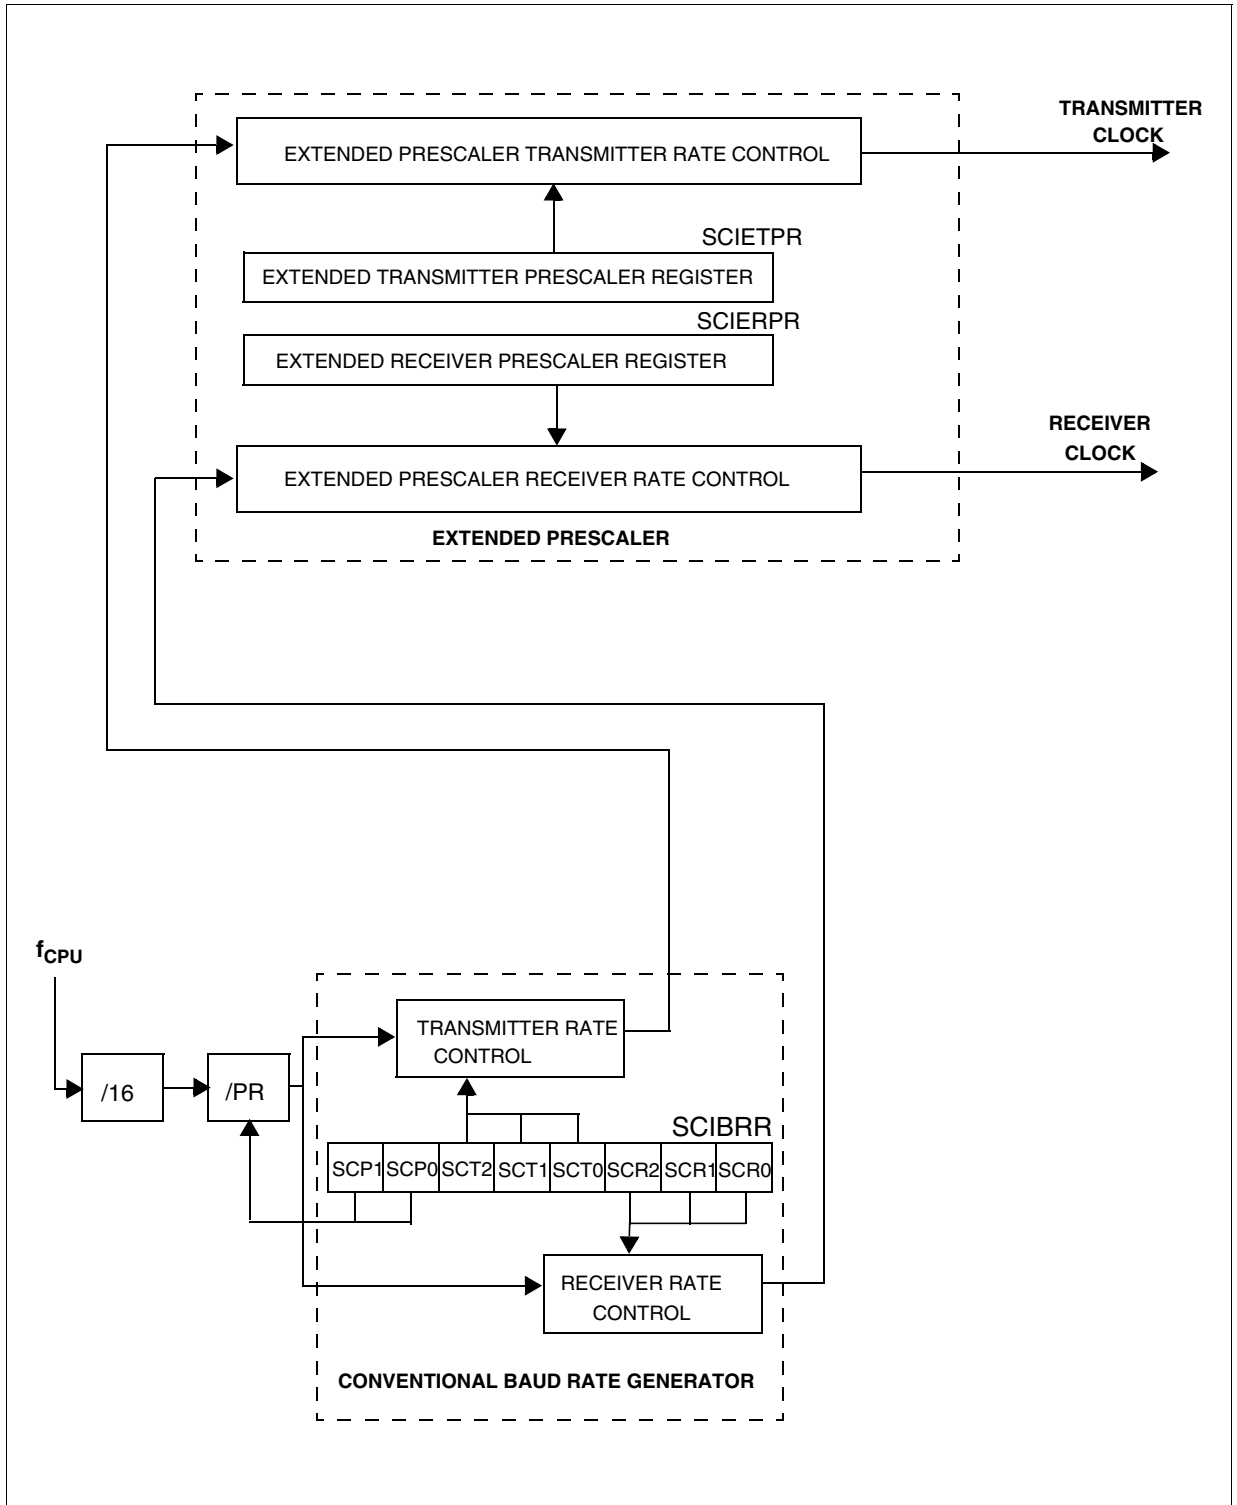 TRANSMITTER
CLOCK
EXTENDED PRESCALER TRANSMITTER RATE CONTROL
SCIETPR
EXTENDED TRANSMITTER PRESCALER REGISTER
SCIERPR
EXTENDED RECEIVER PRESCALER REGISTER
RECEIVER
CLOCK
EXTENDED PRESCALER RECEIVER RATE CONTROL
EXTENDED PRESCALER
fCPU
TRANSMITTER RATE
CONTROL
/16
/PR
SCIBRR
SCP1 SCP0 SCT2 SCT1 SCT0 SCR2 SCR1 SCR0
RECEIVER RATE
CONTROL
CONVENTIONAL BAUD RATE GENERATOR